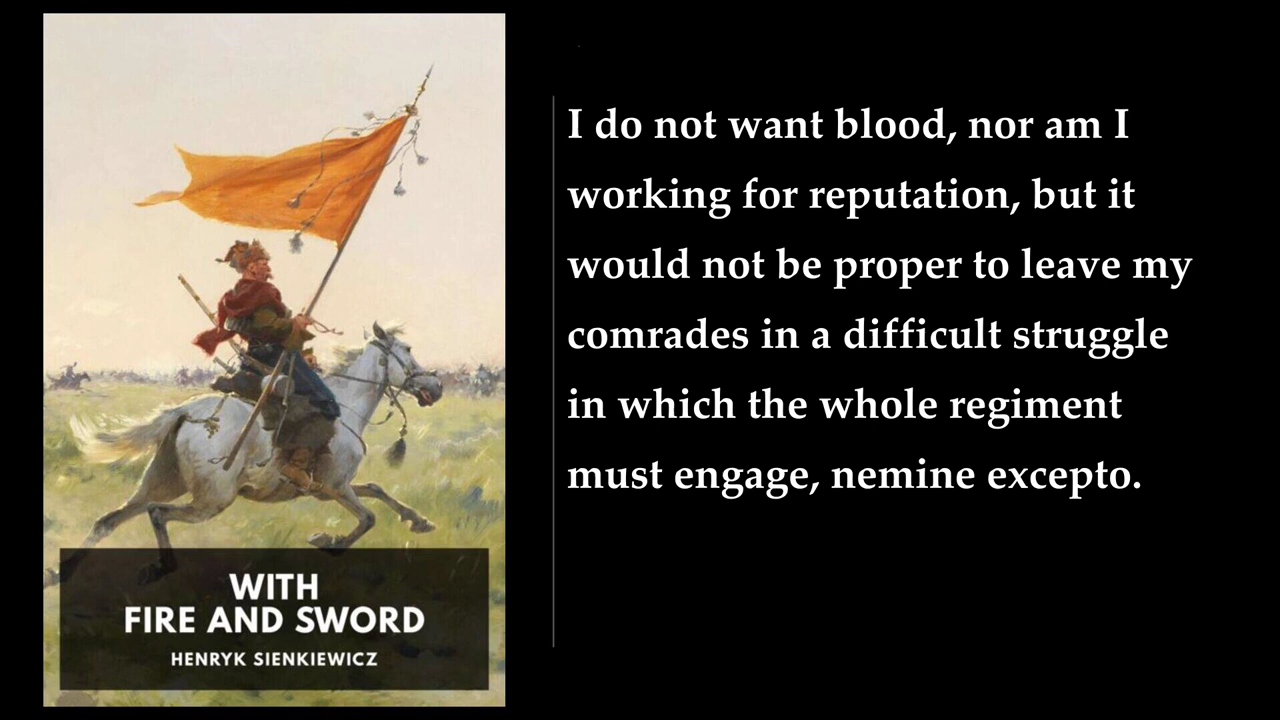 I do not want blood, nor am I
working for reputation, but it
would not be proper to leave my
comrades in a difficult struggle
in which the whole regiment
must engage, nemine excepto.
WITH
FIRE AND SWORD
HENRYK SIENKIEWICZ